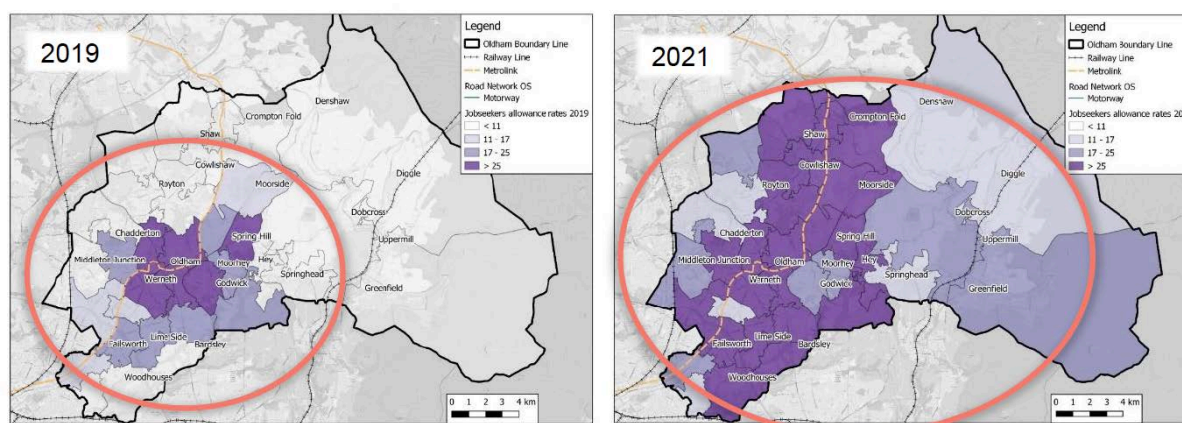 2019
Legend
Oldham Boundary Line
Railway Line
Metrolink
Road Network OS
Motorway
Jobseekers allowance rates 2019
< 11
11 - 17
17 - 25
> 25
Denshaw
Crompton Fold
Shaw
Cowlishaw
Royton
Moorside
Diggle
Dobcross
Chadderton
Spring Hill
Uppermill
Middleton Junction
Oldham
Moorhey
Hey
Springhead
Werneth
Godwick
Greenfield
Failsworth
Lime Side
Bardsley
Woodhouses
0 1 2 3 4 km
2021
Legend
Oldham Boundary Line
Railway Line
Metrolink
Road Network OS
Motorway
Jobseekers allowance rates 20
< 11
11 - 17
17 - 25
> 25
Denshaw
Crompton Fold
Shaw
Cowlishaw
Royton
Moorside
Diggle
Dobcross
Chadderton
Spring Hill
Uppermill
Middleton Junction
Oldham
Moorhey
Hey
Springhead
Werneth
Godwick
Greenfield
Failsworth
Lime Side
Bardsley
Woodhouses
0 1 2 3 4 km